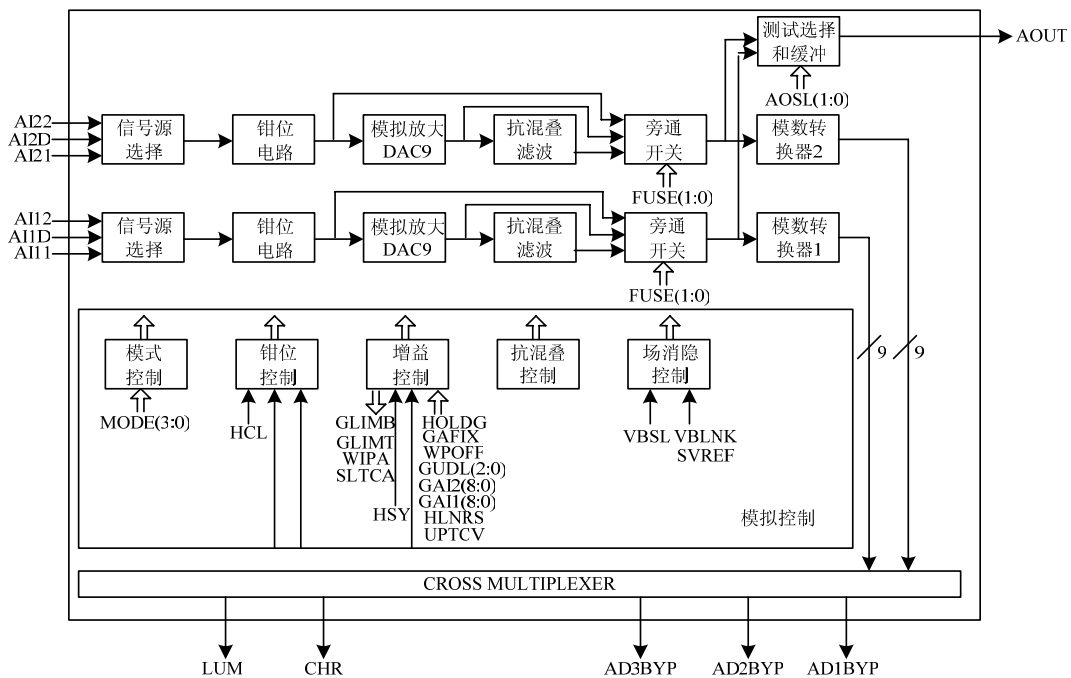 测试选择
和缓冲
AOUT
AOSL(1:0)
AI22
AI2D
AI21
信号源
选择
钳位
电路
模拟放大
DAC9
抗混叠
滤波
旁通
开关
模数转
换器2
FUSE(1:0)
AI12
AI1D
AI11
信号源
选择
钳位
电路
模拟放大
DAC9
抗混叠
滤波
旁通
开关
模数转
换器1
FUSE(1:0)
模式
控制
钳位
控制
增益
控制
抗混叠
控制
场消隐
控制
9
9
MODE(3:0)
HCL
GLIMB
GLIMT
WIPA
SLTCA
HSY
HOLDG
GAFIX
WPOFF
GUDL(2:0)
GAI2(8:0)
GAI1(8:0)
HLNRS
UPTCV
VBSL
VBLNK
SVREF
模拟控制
CROSS MULTIPLEXER
LUM
CHR
AD3BYP
AD2BYP
AD1BYP